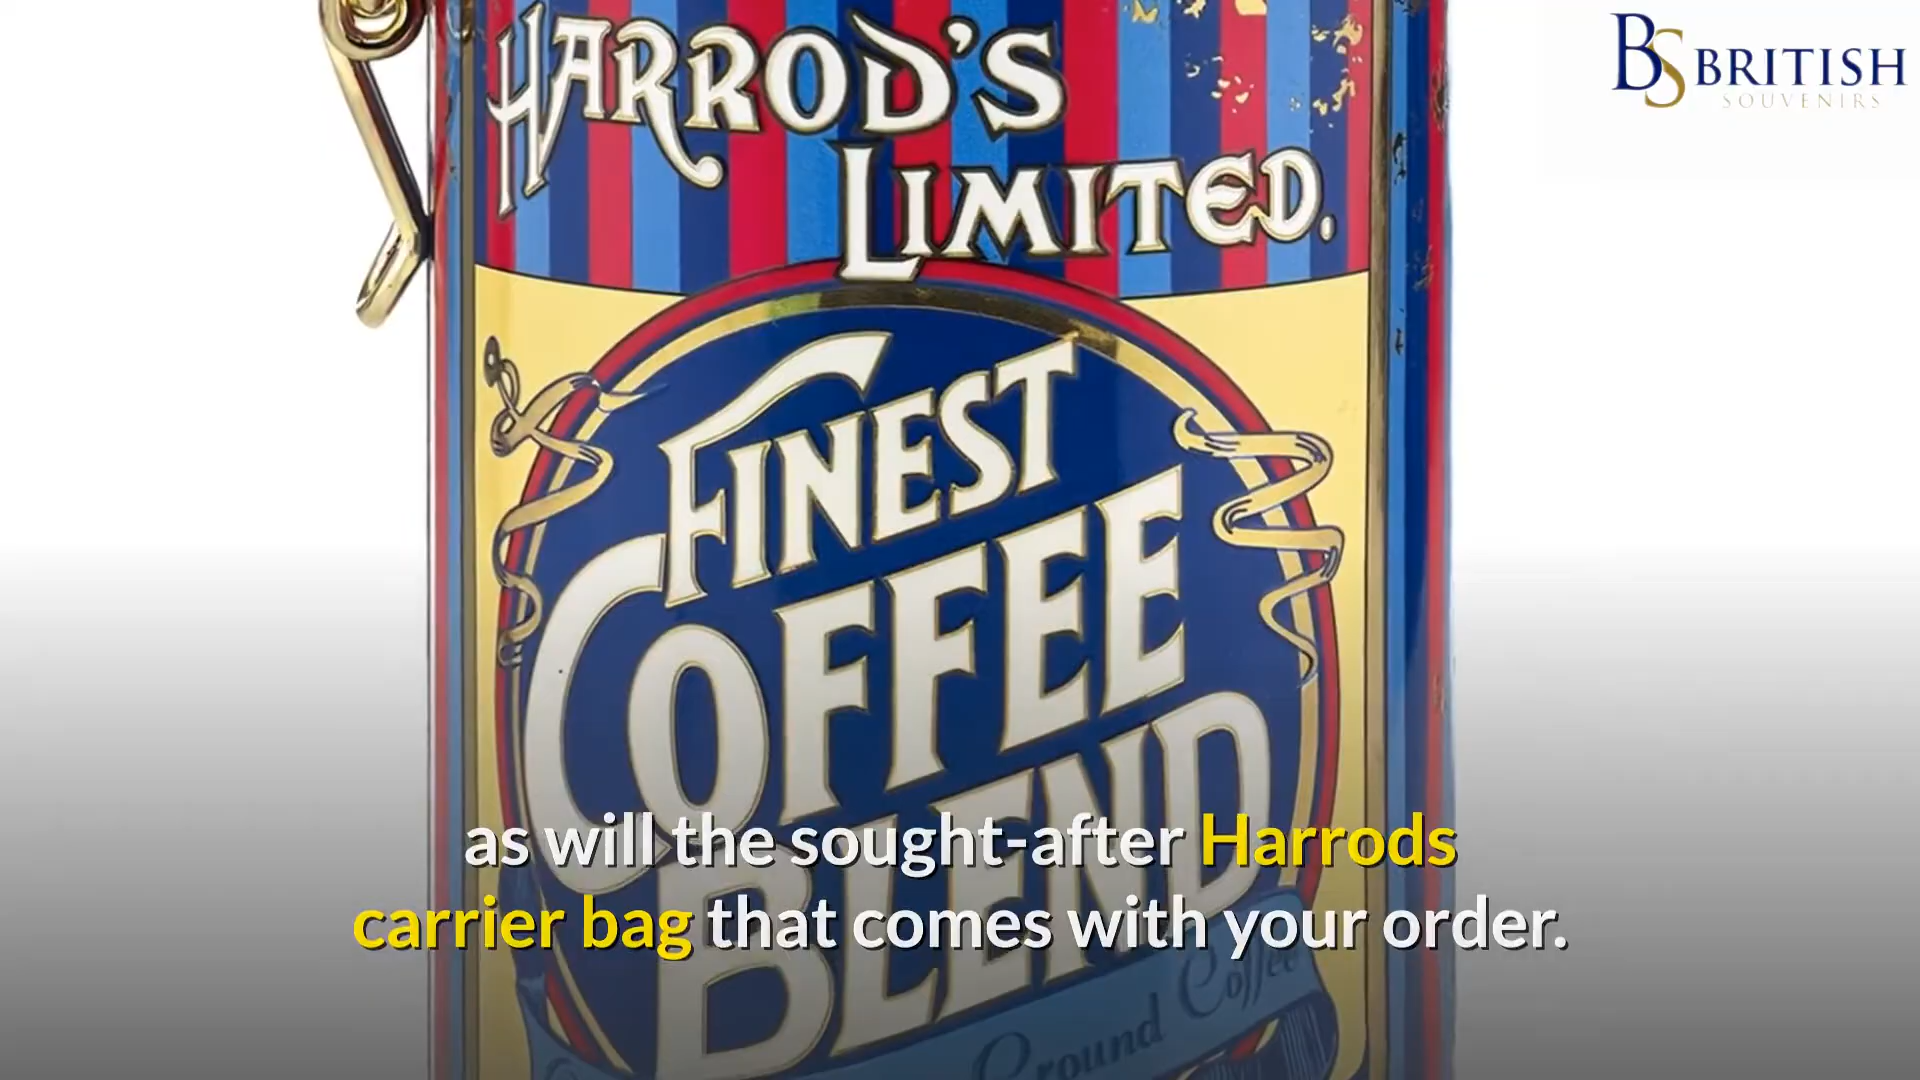 HARROD'S
LIMITED.
BS BRITISH
SOUVENIRS
FINEST
COFFEE
BLEND
Ground Coffee
as will the sought-after Harrods
carrier bag that comes with your order.